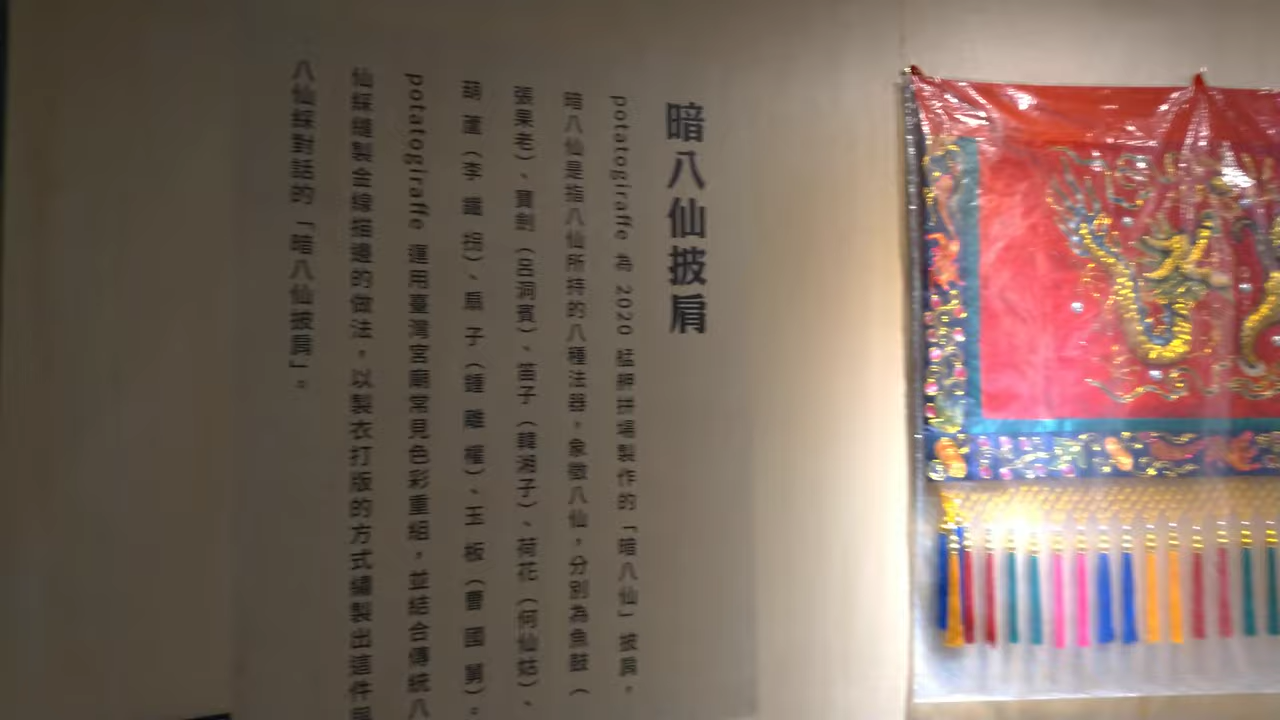 暗八仙披肩
potatogiraffe 為 2020 艋舺拼場製作的「暗八仙」披肩。
暗八仙是指八仙所持的八種法器，象徵八仙，分別為魚鼓（
張果老）、寶劍（呂洞賓）、笛子（韓湘子）、荷花（何仙姑）、
葫蘆（李鐵拐）、扇子（鍾離權）、玉板（曹國舅）。
potatogiraffe 運用臺灣宮廟常見色彩重組，並結合傳統八
仙綵縫製金線描邊的做法，以製衣打版的方式繡製出這件與
八仙綵對話的「暗八仙披肩」。